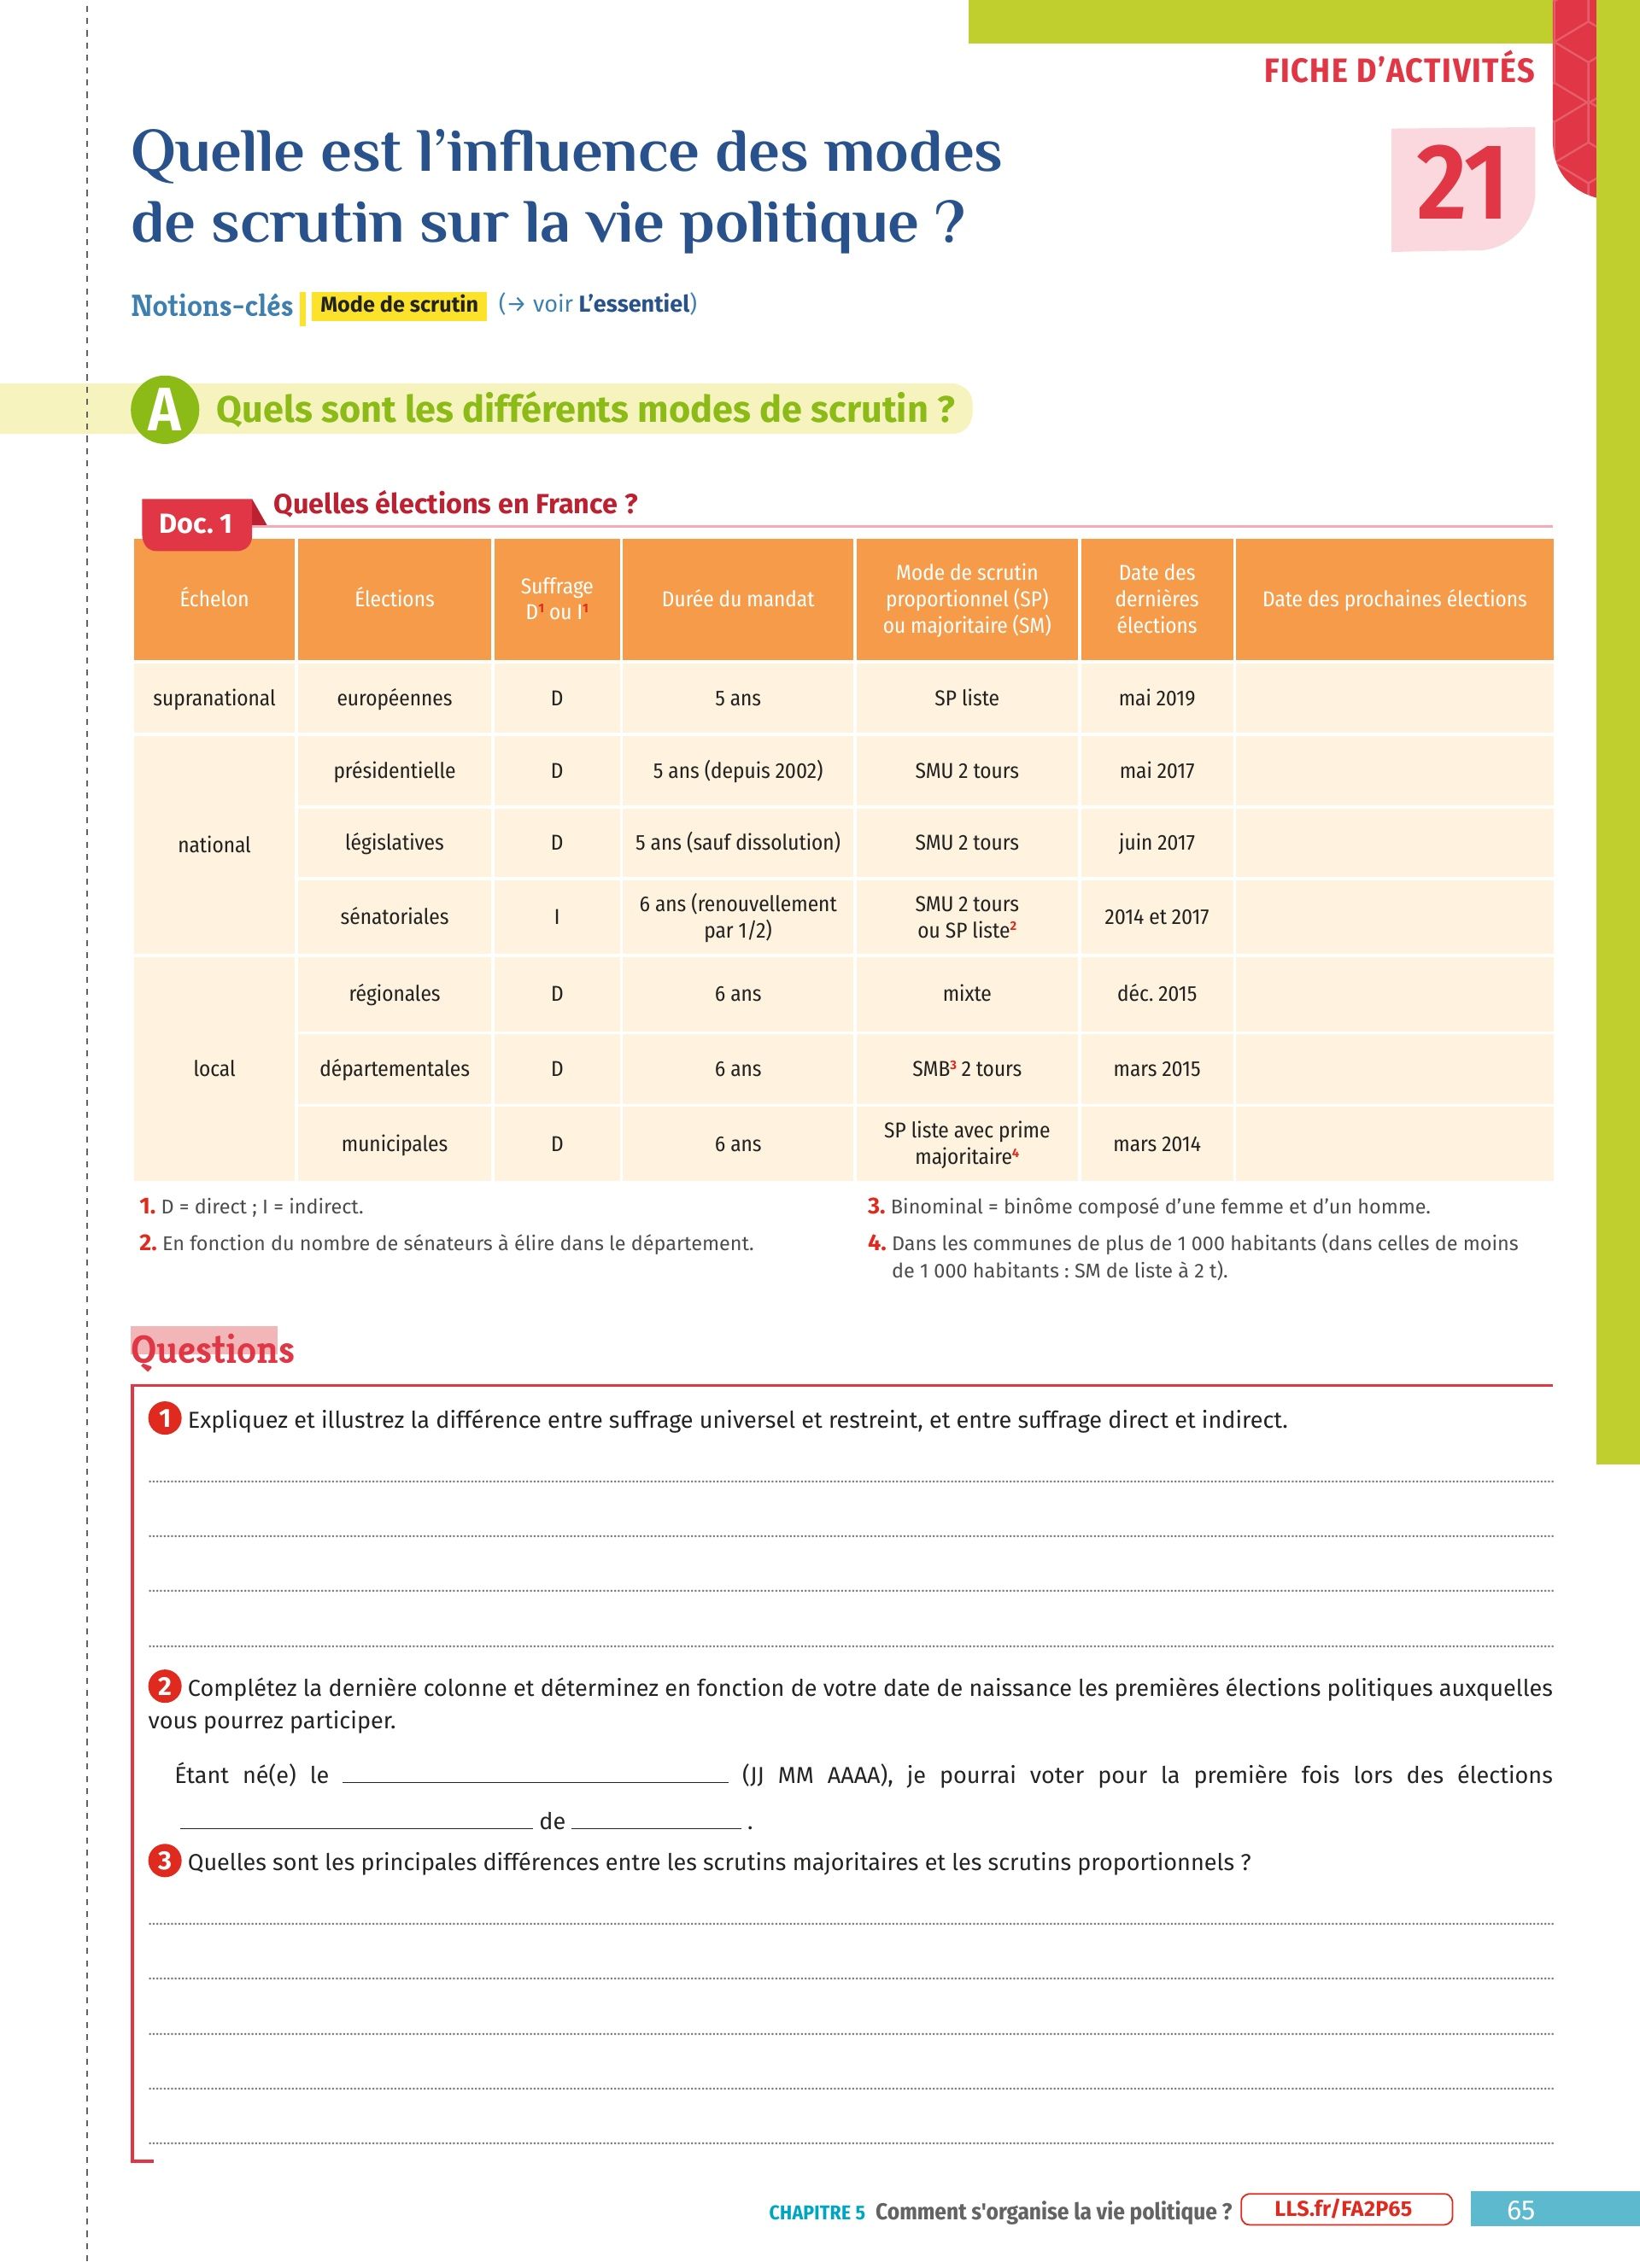 FICHE D’ACTIVITÉS
Quelle est l’influence des modes
de scrutin sur la vie politique ?
21
Notions-clés Mode de scrutin (→ voir L’essentiel)
A Quels sont les différents modes de scrutin ?
Doc. 1 Quelles élections en France ?
Échelon
Élections
Suffrage
D¹ ou I¹
Durée du mandat
Mode de scrutin
proportionnel (SP)
ou majoritaire (SM)
Date des
dernières
élections
Date des prochaines élections
supranational européennes D 5 ans SP liste mai 2019
national
présidentielle D 5 ans (depuis 2002) SMU 2 tours mai 2017
législatives D 5 ans (sauf dissolution) SMU 2 tours juin 2017
sénatoriales I
6 ans (renouvellement
par 1/2)
SMU 2 tours
ou SP liste²
2014 et 2017
local
régionales D 6 ans mixte déc. 2015
départementales D 6 ans SMB³ 2 tours mars 2015
municipales D 6 ans
SP liste avec prime
majoritaire⁴
mars 2014
1. D = direct ; I = indirect.
2. En fonction du nombre de sénateurs à élire dans le département.
3. Binominal = binôme composé d’une femme et d’un homme.
4. Dans les communes de plus de 1 000 habitants (dans celles de moins
de 1 000 habitants : SM de liste à 2 t).
Questions
1 Expliquez et illustrez la différence entre suffrage universel et restreint, et entre suffrage direct et indirect.
2 Complétez la dernière colonne et déterminez en fonction de votre date de naissance les premières élections politiques auxquelles
vous pourrez participer.
Étant né(e) le (JJ MM AAAA), je pourrai voter pour la première fois lors des élections
de .
3 Quelles sont les principales différences entre les scrutins majoritaires et les scrutins proportionnels ?
CHAPITRE 5 Comment s'organise la vie politique ? LLS.fr/FA2P65 65